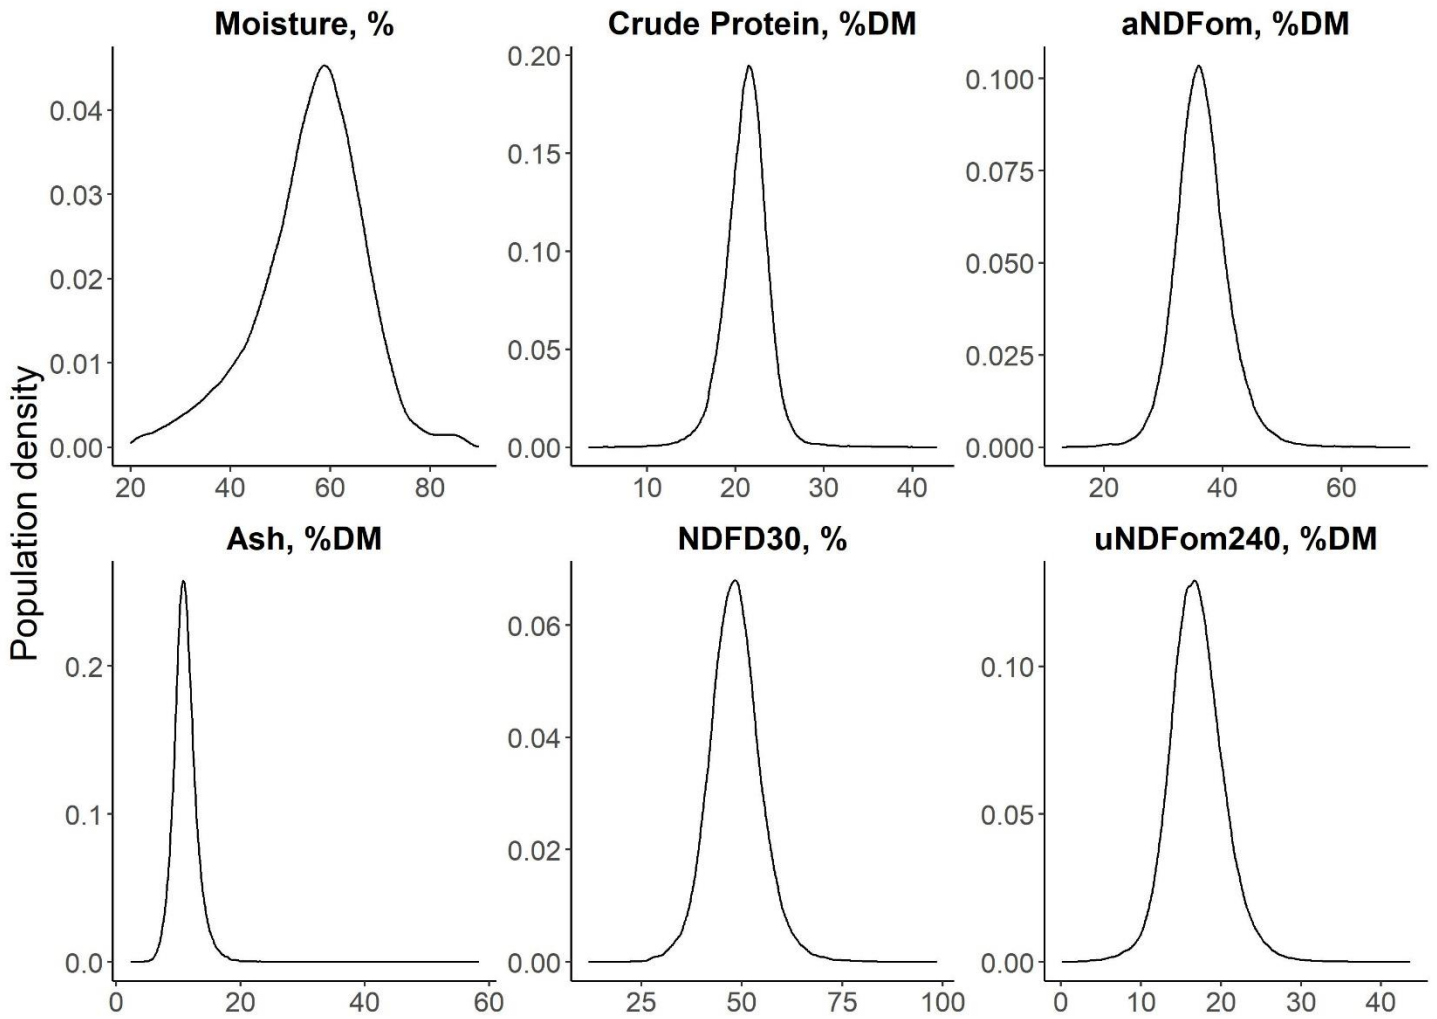 Moisture, %
Crude Protein, %DM
aNDFom, %DM
0.04
0.03
0.02
0.01
0.00
20 40 60 80
0.20
0.15
0.10
0.05
0.00
10 20 30 40
0.100
0.075
0.050
0.025
0.000
20 40 60
Population density
Ash, %DM
NDFD30, %
uNDFom240, %DM
0.2
0.1
0.0
0 20 40 60
0.06
0.04
0.02
0.00
25 50 75 100
0.10
0.05
0.00
0 10 20 30 40